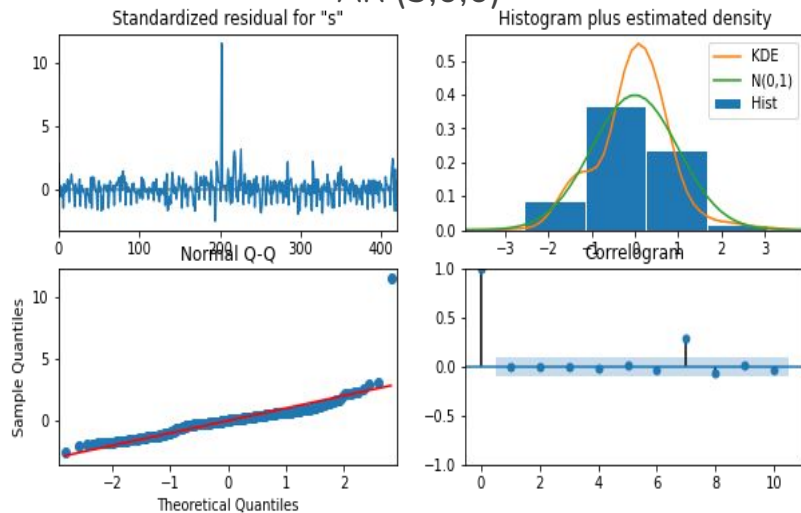 Standardized residual for "s"
10
5
0
0 100 200 300 400
Histogram plus estimated density
KDE
N(0,1)
Hist
0.5
0.4
0.3
0.2
0.1
0.0
−3 −2 −1 0 1 2 3
Normal Q-Q
Sample Quantiles
10
5
0
−2 −1 0 1 2
Theoretical Quantiles
Correlogram
1.0
0.5
0.0
−0.5
−1.0
0 2 4 6 8 10